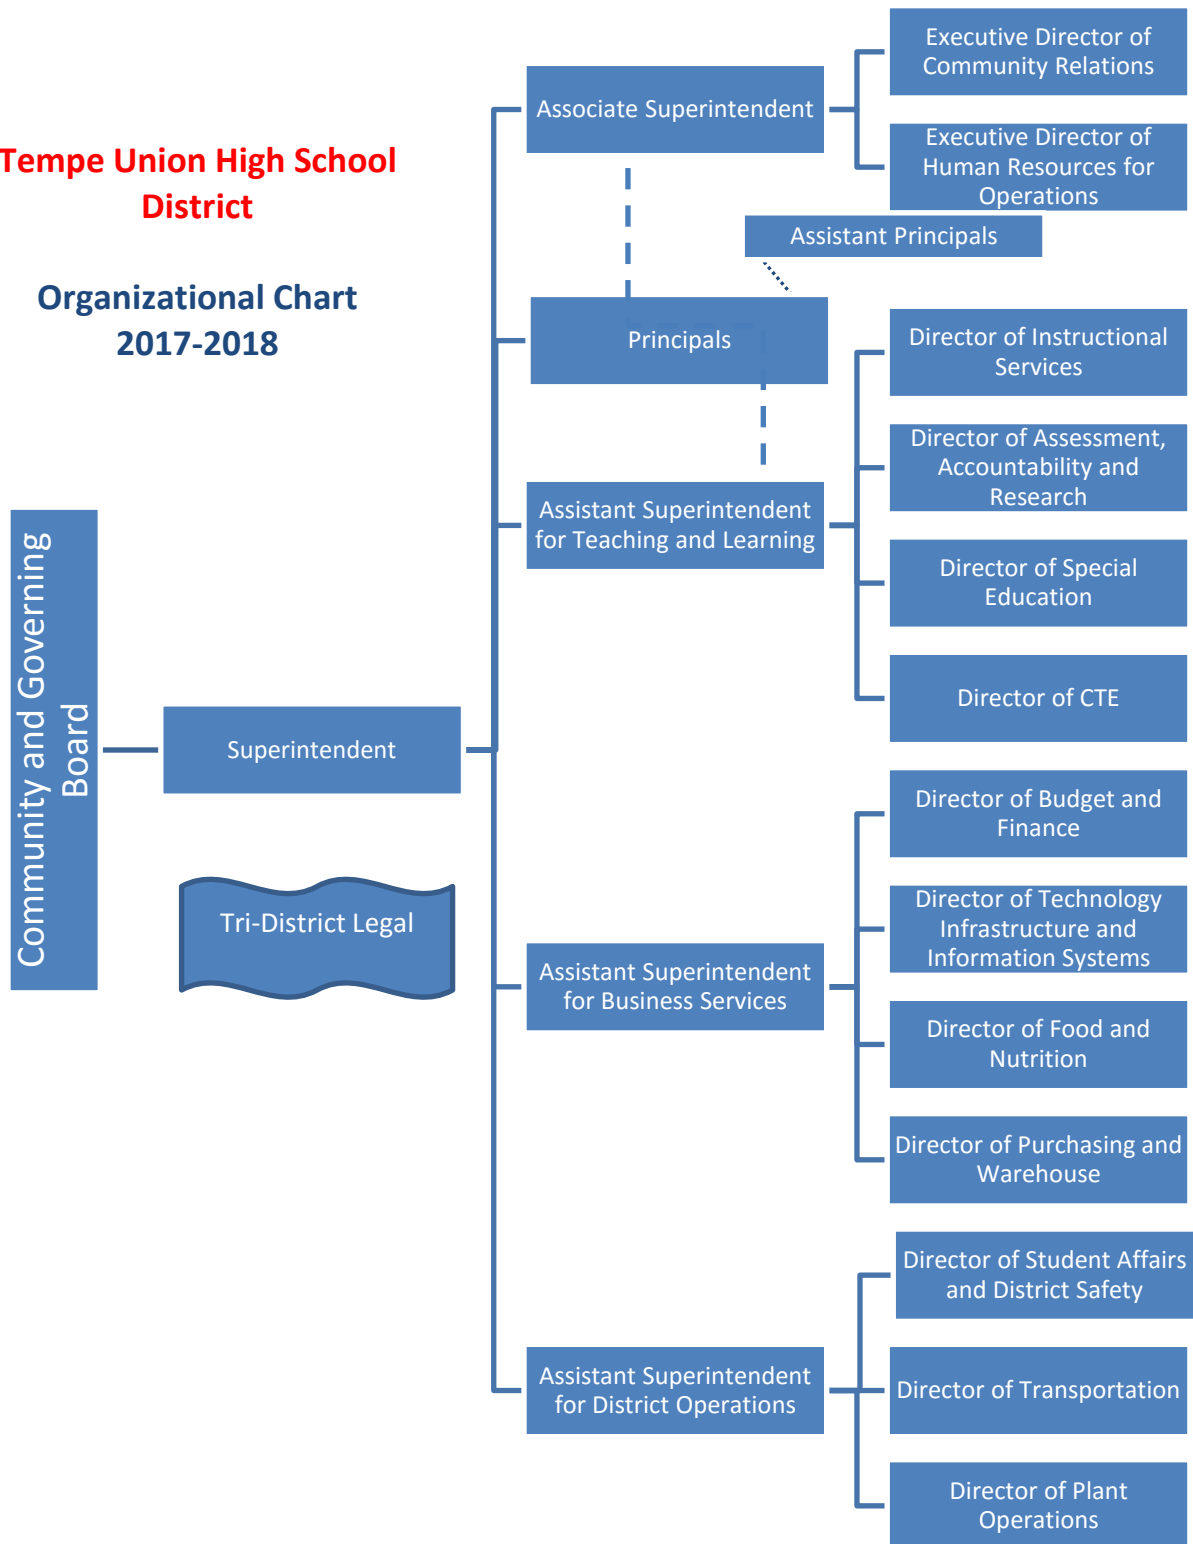 Tempe Union High School
District
Organizational Chart
2017-2018
Community and Governing
Board
Superintendent
Tri-District Legal
Associate Superintendent
Executive Director of
Community Relations
Executive Director of
Human Resources for
Operations
Assistant Principals
Principals
Assistant Superintendent
for Teaching and Learning
Director of Instructional
Services
Director of Assessment,
Accountability and
Research
Director of Special
Education
Director of CTE
Assistant Superintendent
for Business Services
Director of Budget and
Finance
Director of Technology
Infrastructure and
Information Systems
Director of Food and
Nutrition
Director of Purchasing and
Warehouse
Assistant Superintendent
for District Operations
Director of Student Affairs
and District Safety
Director of Transportation
Director of Plant
Operations